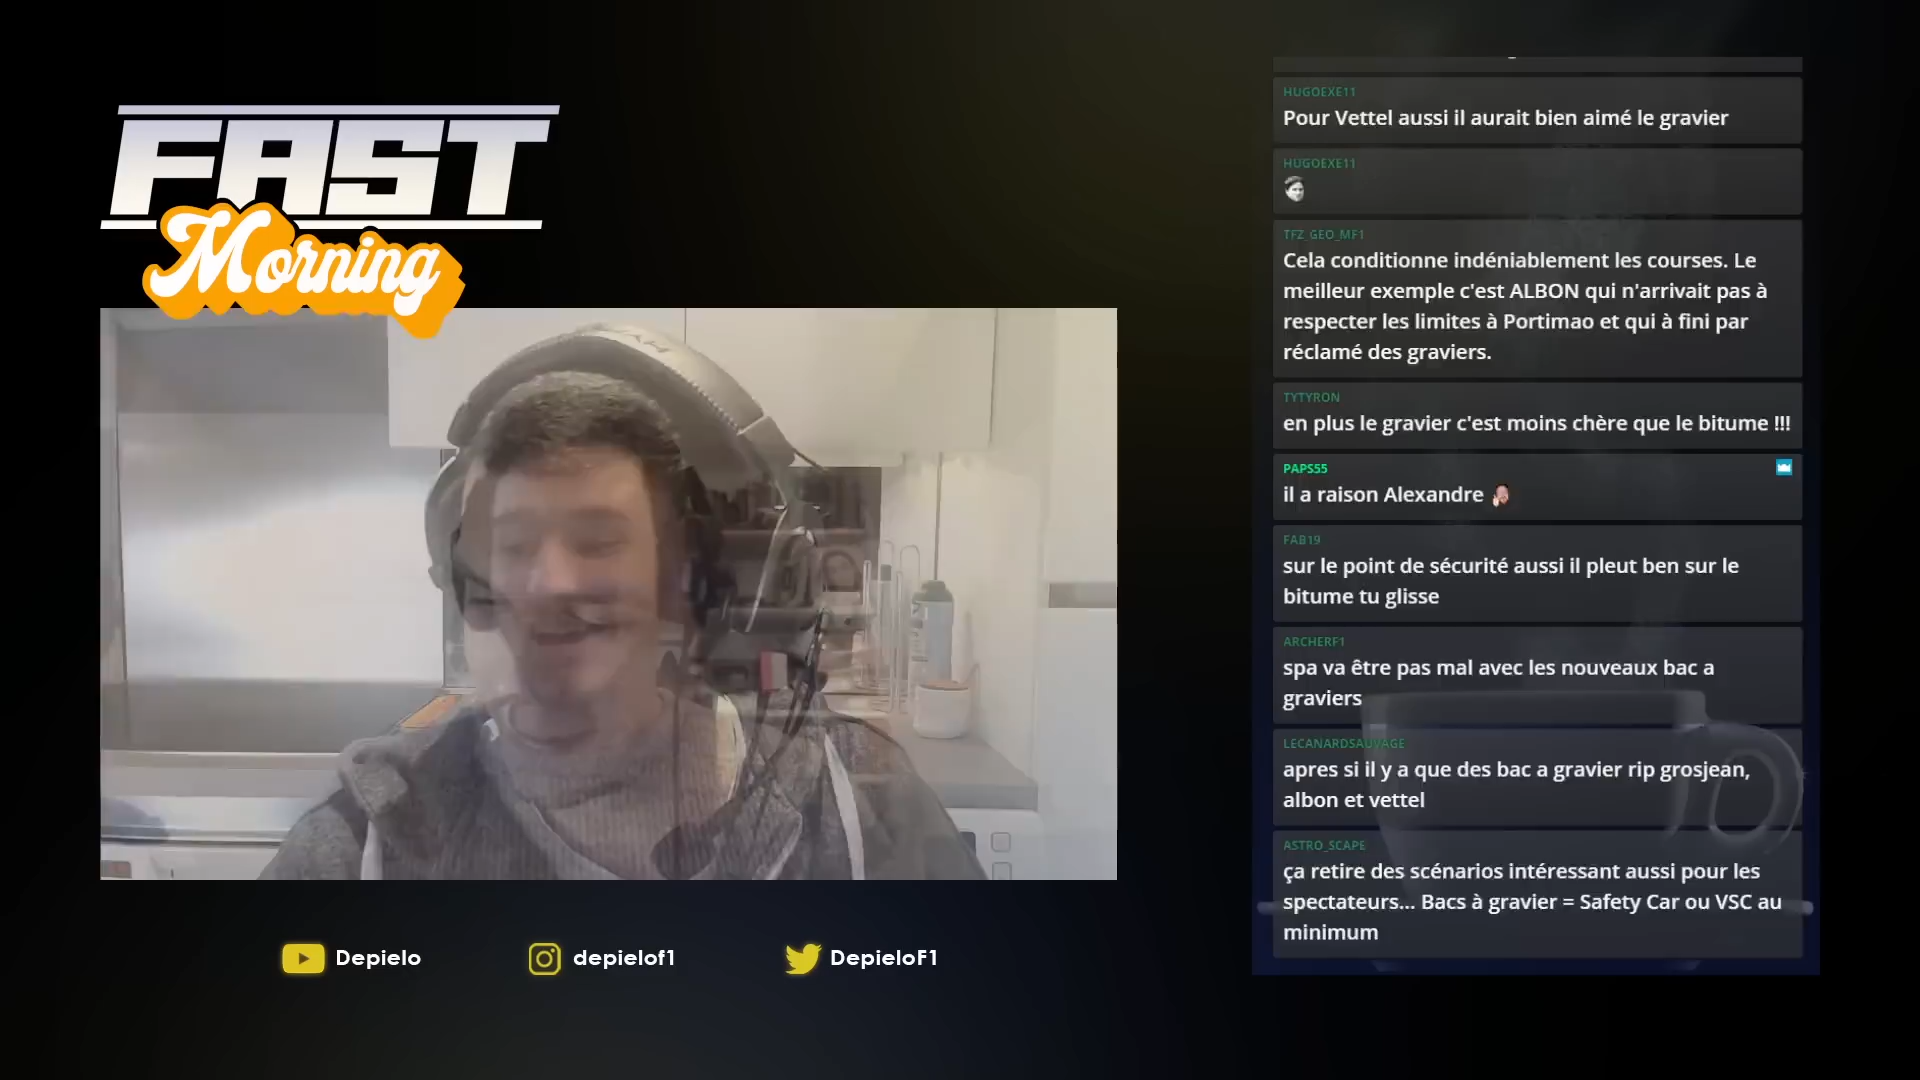 FAST
Morning
HUGOEXE11
Pour Vettel aussi il aurait bien aimé le gravier
HUGOEXE11
TFZ_GEO_MF1
Cela conditionne indéniablement les courses. Le
meilleur exemple c'est ALBON qui n'arrivait pas à
respecter les limites à Portimao et qui à fini par
réclamé des graviers.
TYTYRON
en plus le gravier c'est moins chère que le bitume !!!
PAPS55
il a raison Alexandre
FAB19
sur le point de sécurité aussi il pleut ben sur le
bitume tu glisse
ARCHERF1
spa va être pas mal avec les nouveaux bac a
graviers
LECANARDSAUVAGE
apres si il y a que des bac a gravier rip grosjean,
albon et vettel
ASTRO_SCAPE
ça retire des scénarios intéressant aussi pour les
spectateurs... Bacs à gravier = Safety Car ou VSC au
minimum
Depielo
depielof1
DepieloF1